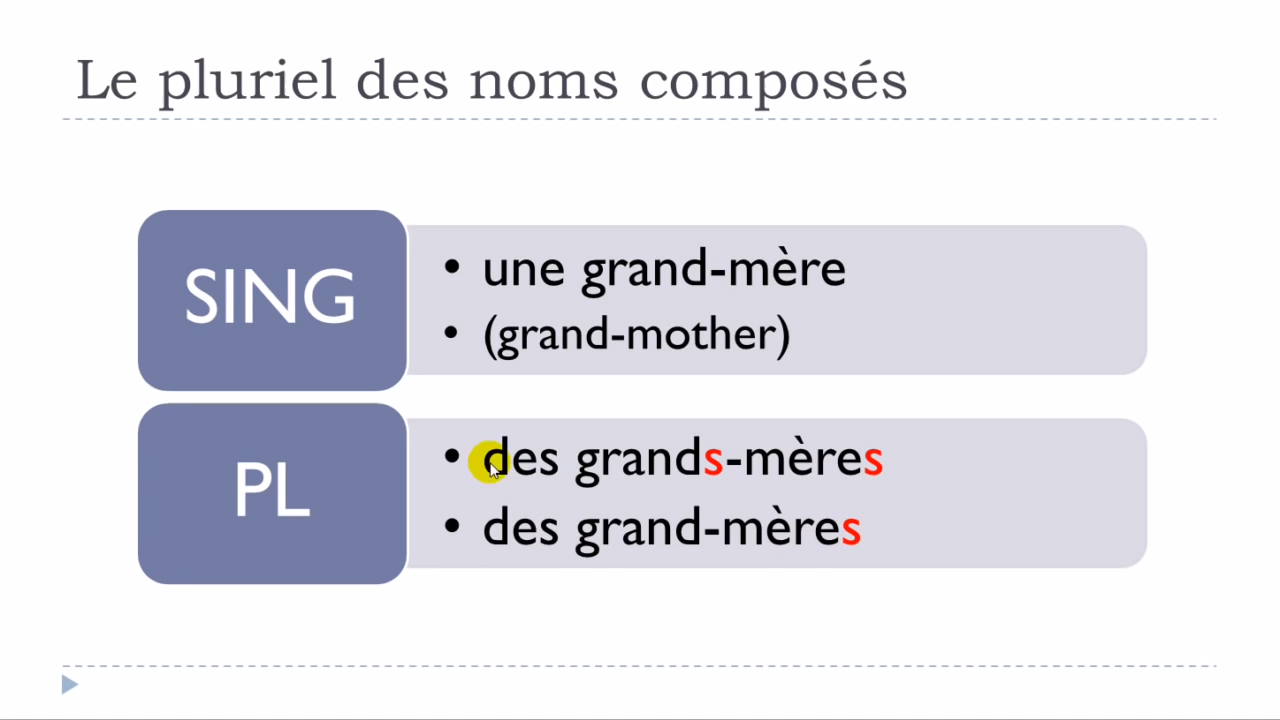 Le pluriel des noms composés
SING
• une grand-mère
• (grand-mother)
PL
• des grands-mères
• des grand-mères